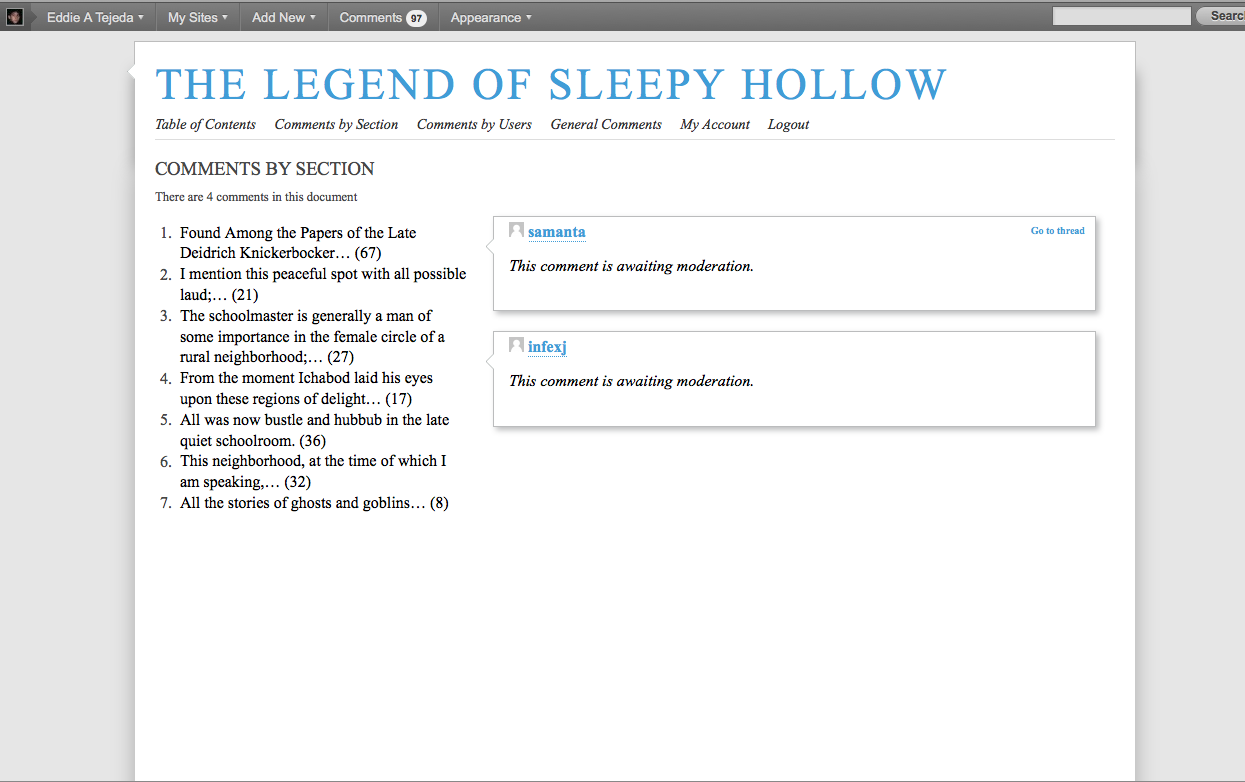 Eddie A Tejeda My Sites Add New Comments 97 Appearance Searc
THE LEGEND OF SLEEPY HOLLOW
Table of Contents Comments by Section Comments by Users General Comments My Account Logout
COMMENTS BY SECTION
There are 4 comments in this document
1. Found Among the Papers of the Late
Deidrich Knickerbocker… (67)
2. I mention this peaceful spot with all possible
laud;… (21)
3. The schoolmaster is generally a man of
some importance in the female circle of a
rural neighborhood;… (27)
4. From the moment Ichabod laid his eyes
upon these regions of delight… (17)
5. All was now bustle and hubbub in the late
quiet schoolroom. (36)
6. This neighborhood, at the time of which I
am speaking,… (32)
7. All the stories of ghosts and goblins… (8)
samanta Go to thread
This comment is awaiting moderation.
infexj
This comment is awaiting moderation.